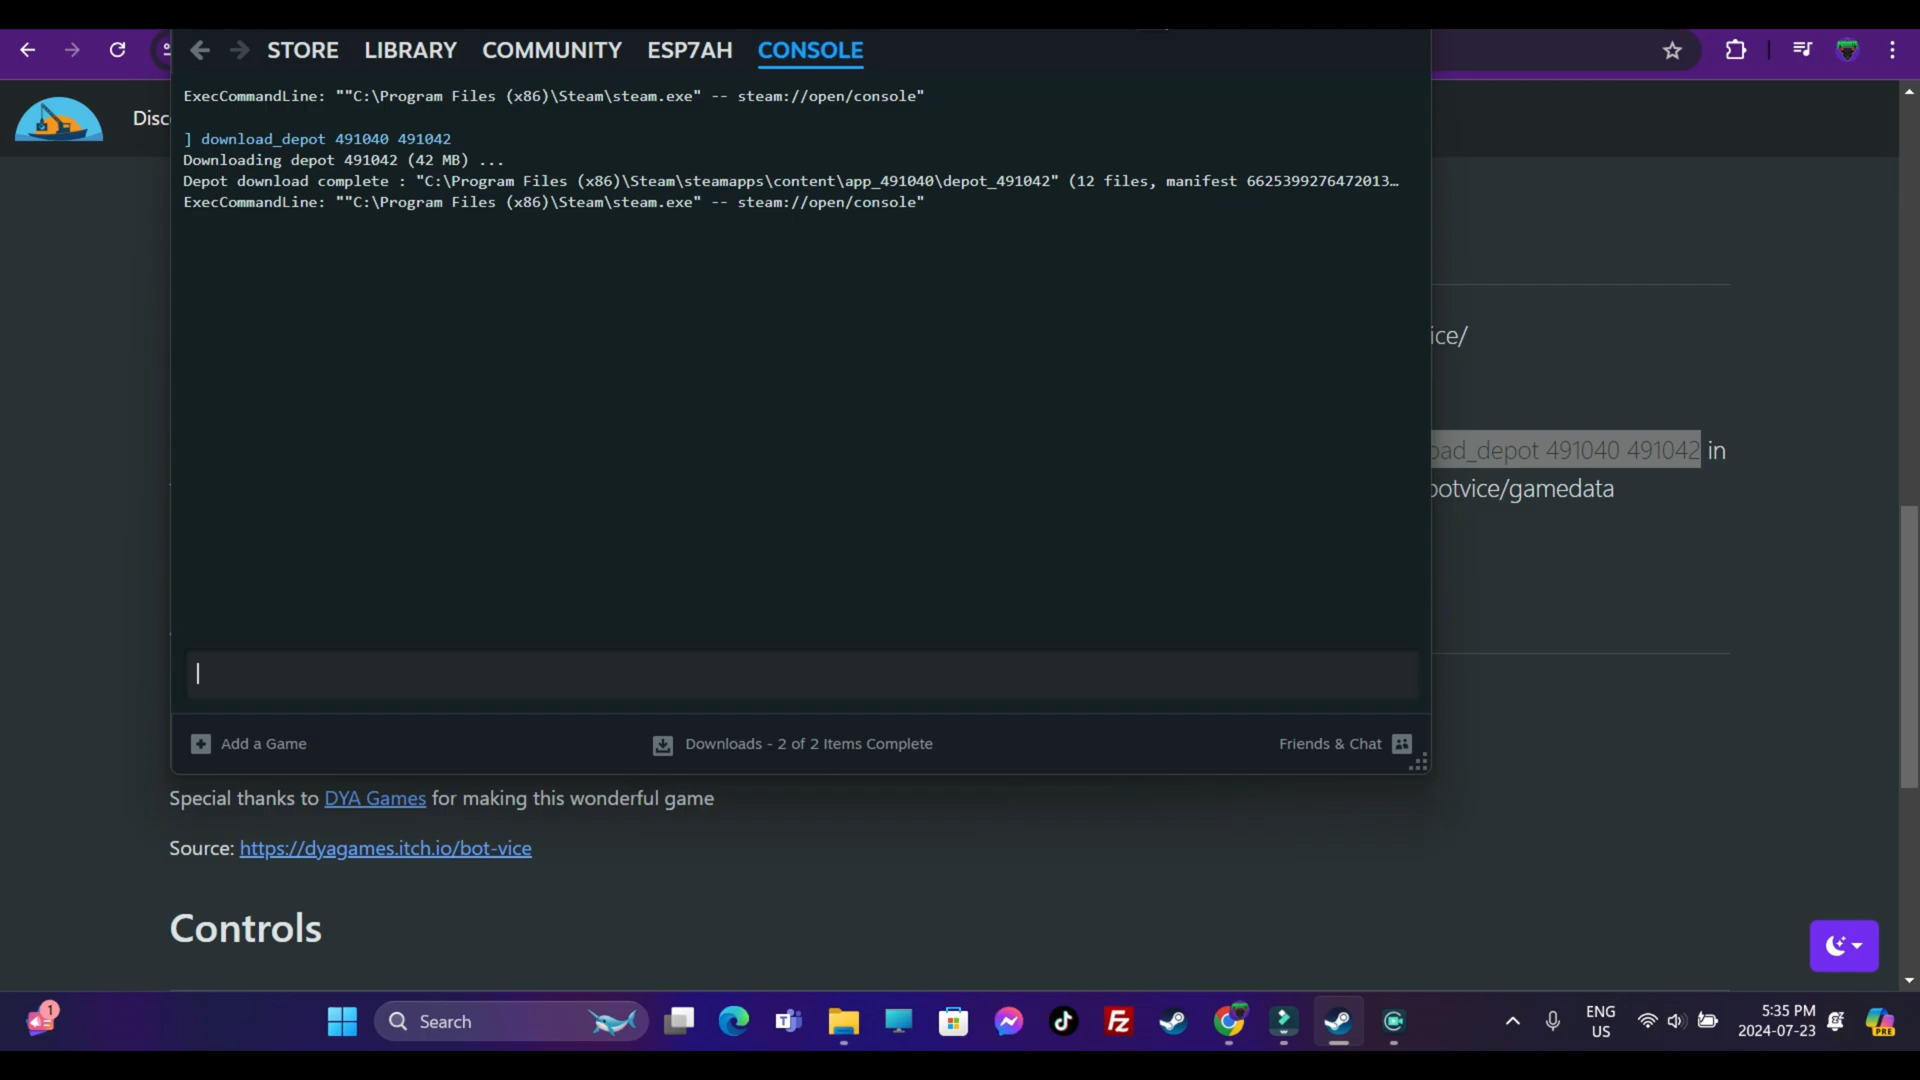 STORE LIBRARY COMMUNITY ESP7AH CONSOLE
Disc
ExecCommandLine: ""C:\Program Files (x86)\Steam\steam.exe" -- steam://open/console"
] download_depot 491040 491042
Downloading depot 491042 (42 MB) ...
Depot download complete : "C:\Program Files (x86)\Steam\steamapps\content\app_491040\depot_491042" (12 files, manifest 6625399276472013…
ExecCommandLine: ""C:\Program Files (x86)\Steam\steam.exe" -- steam://open/console"
ice/
oad_depot 491040 491042 in
botvice/gamedata
Add a Game
Downloads - 2 of 2 Items Complete
Friends & Chat
Special thanks to DYA Games for making this wonderful game
Source: https://dyagames.itch.io/bot-vice
Controls
1
Search
ENG
US
5:35 PM
2024-07-23
PRE